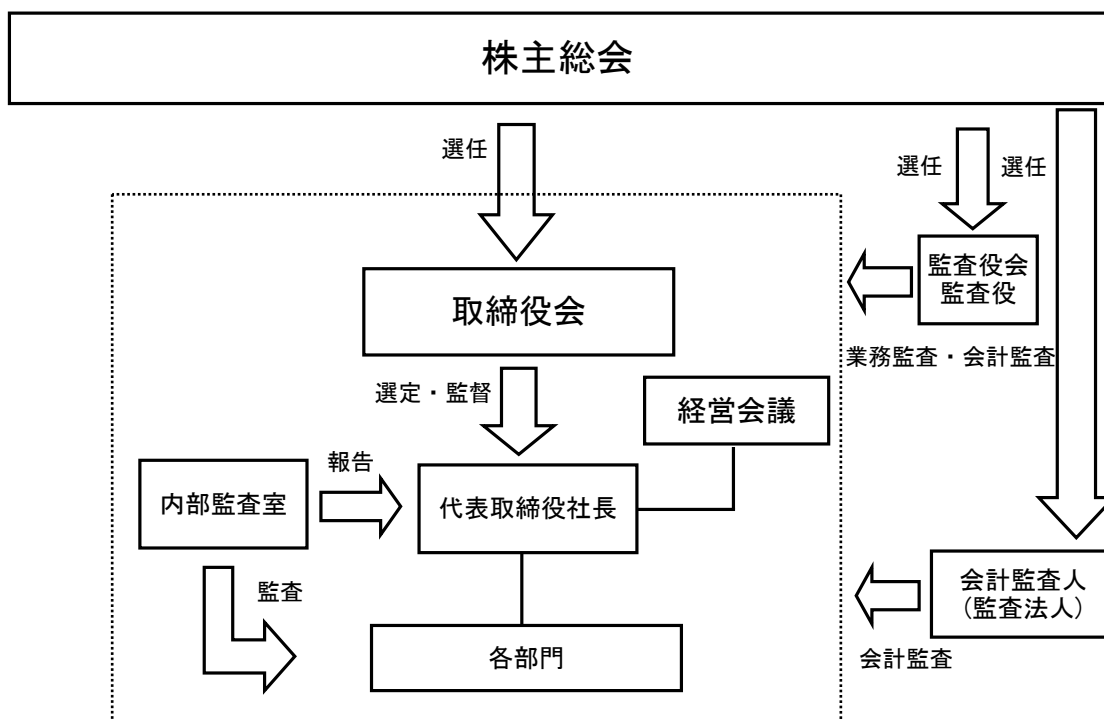 株主総会
選任
選任
選任
監査役会
監査役
取締役会
業務監査・会計監査
選定・監督
経営会議
報告
内部監査室
代表取締役社長
会計監査人
(監査法人)
監査
各部門
会計監査